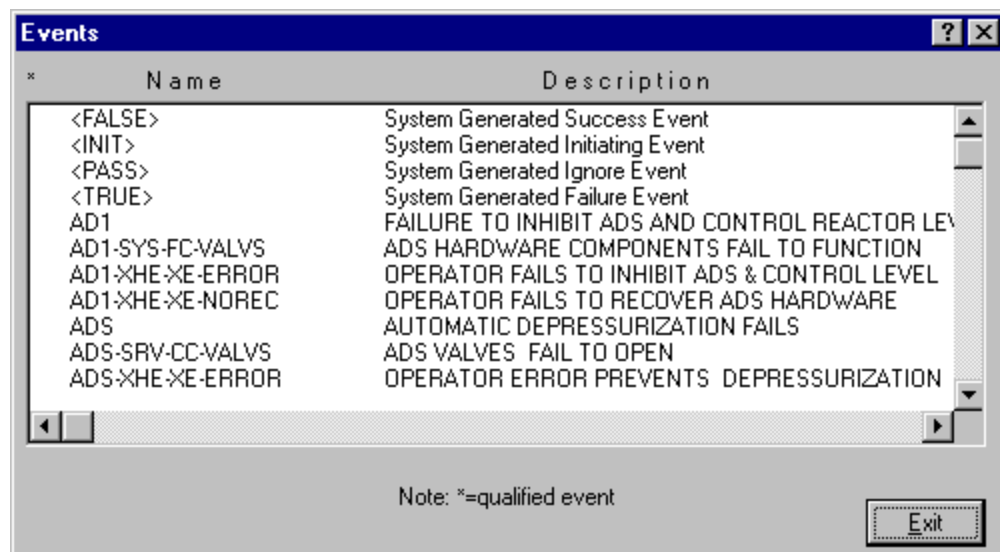 Events
* Name Description
<FALSE> System Generated Success Event
<INIT> System Generated Initiating Event
<PASS> System Generated Ignore Event
<TRUE> System Generated Failure Event
AD1 FAILURE TO INHIBIT ADS AND CONTROL REACTOR LEV
AD1-SYS-FC-VALVS ADS HARDWARE COMPONENTS FAIL TO FUNCTION
AD1-XHE-XE-ERROR OPERATOR FAILS TO INHIBIT ADS & CONTROL LEVEL
AD1-XHE-XE-NOREC OPERATOR FAILS TO RECOVER ADS HARDWARE
ADS AUTOMATIC DEPRESSURIZATION FAILS
ADS-SRV-CC-VALVS ADS VALVES  FAIL TO OPEN
ADS-XHE-XE-ERROR OPERATOR ERROR PREVENTS  DEPRESSURIZATION
Note: *=qualified event
Exit